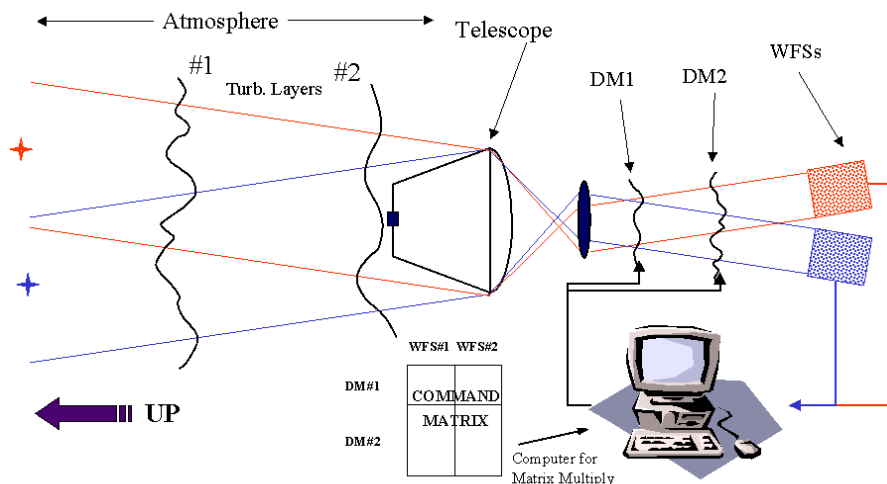 Atmosphere
Telescope
WFSs
#1
#2
Turb. Layers
DM1
DM2
WFS#1 WFS#2
DM#1
COMMAND
MATRIX
DM#2
UP
Computer for
Matrix Multiply